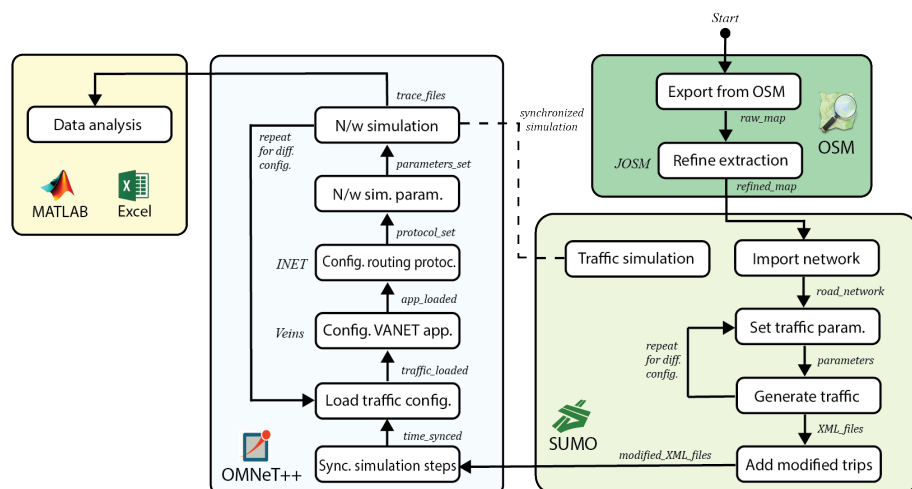 Start
Export from OSM
raw_map
JOSM
Refine extraction
OSM
refined_map
trace_files
Data analysis
N/w simulation
synchronized
simulation
repeat
for diff.
config.
parameters_set
MATLAB
Excel
N/w sim. param.
protocol_set
INET
Config. routing protoc.
Traffic simulation
Import network
app_loaded
road_network
Veins
Config. VANET app.
Set traffic param.
repeat
for diff.
config.
parameters
traffic_loaded
Load traffic config.
Generate traffic
time_synced
XML_files
SUMO
OMNeT++
Sync. simulation steps
modified_XML_files
Add modified trips